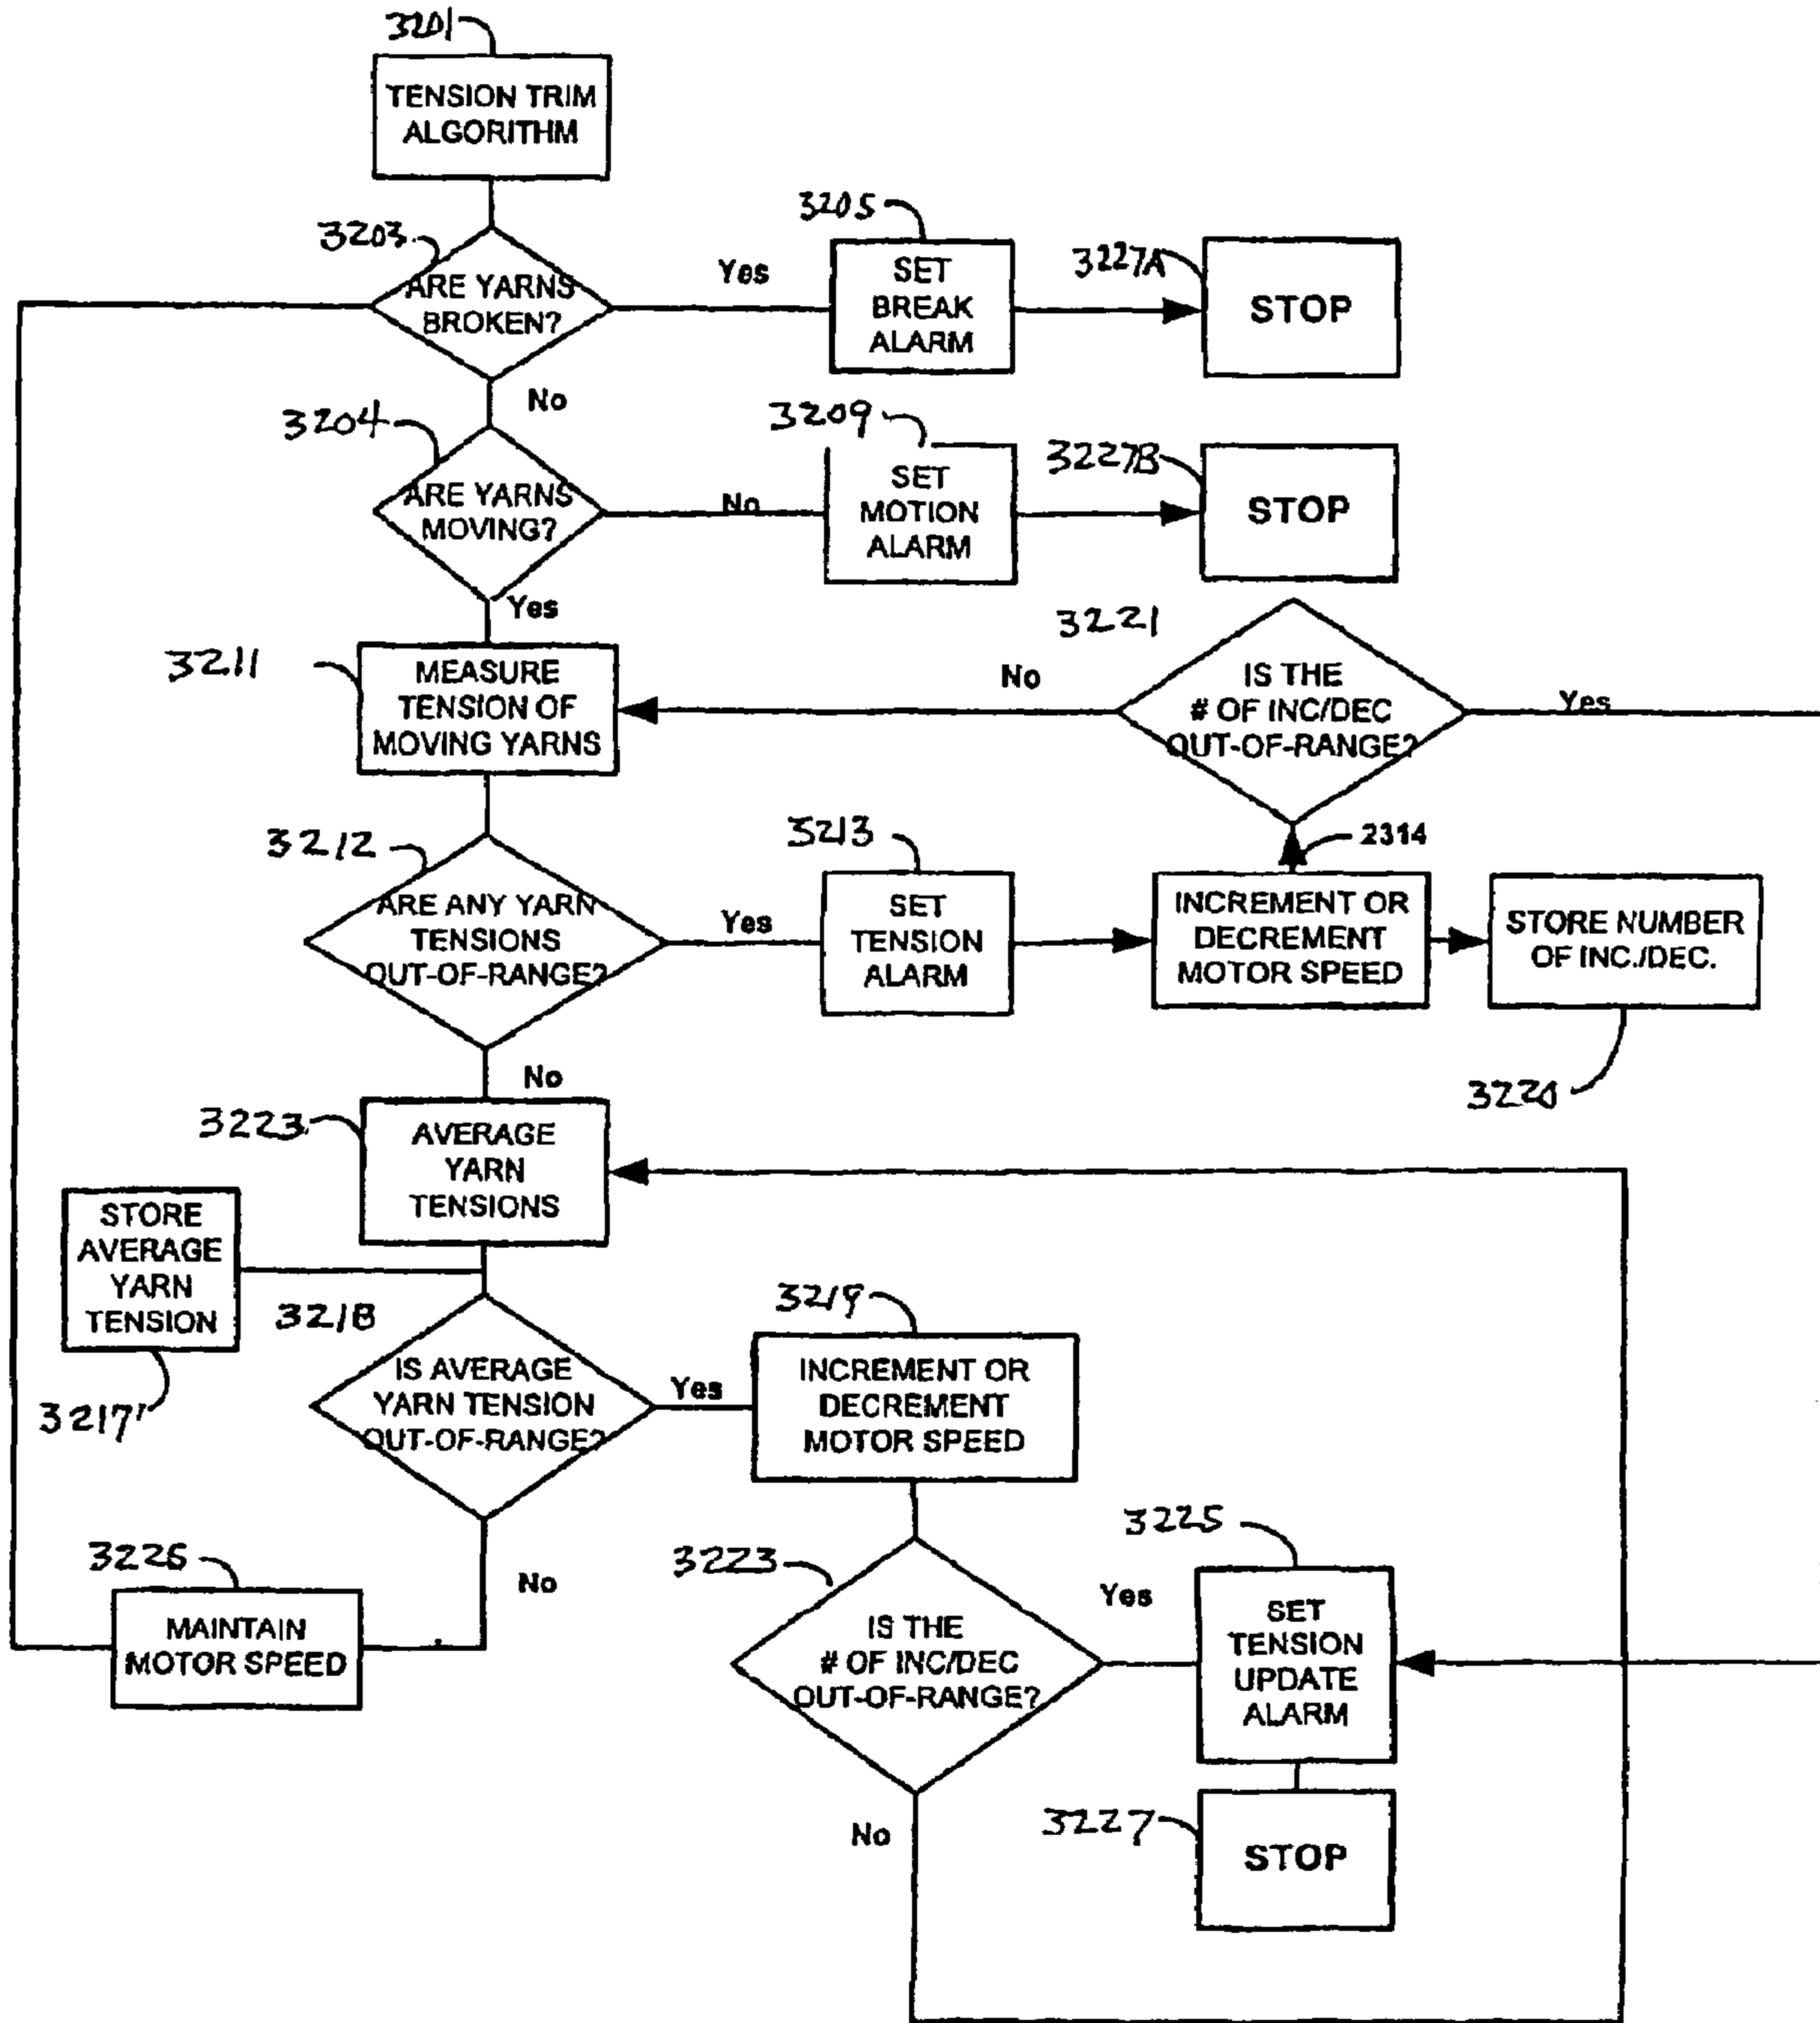 3201
TENSION TRIM
ALGORITHM
3203
ARE YARNS
BROKEN?
Yes
3205
SET
BREAK
ALARM
3227A
STOP
No
3204
ARE YARNS
MOVING?
No
3209
SET
MOTION
ALARM
3227B
STOP
Yes
3211
MEASURE
TENSION OF
MOVING YARNS
No
3221
IS THE
# OF INC/DEC
OUT-OF-RANGE?
Yes
3212
ARE ANY YARN
TENSIONS
OUT-OF-RANGE?
Yes
3213
SET
TENSION
ALARM
2314
INCREMENT OR
DECREMENT
MOTOR SPEED
STORE NUMBER
OF INC./DEC.
3220
No
3223
AVERAGE
YARN
TENSIONS
STORE
AVERAGE
YARN
TENSION
3217
3218
IS AVERAGE
YARN TENSION
OUT-OF-RANGE?
Yes
3219
INCREMENT OR
DECREMENT
MOTOR SPEED
3226
MAINTAIN
MOTOR SPEED
No
3223
IS THE
# OF INC/DEC
OUT-OF-RANGE?
Yes
3225
SET
TENSION
UPDATE
ALARM
No
3227
STOP